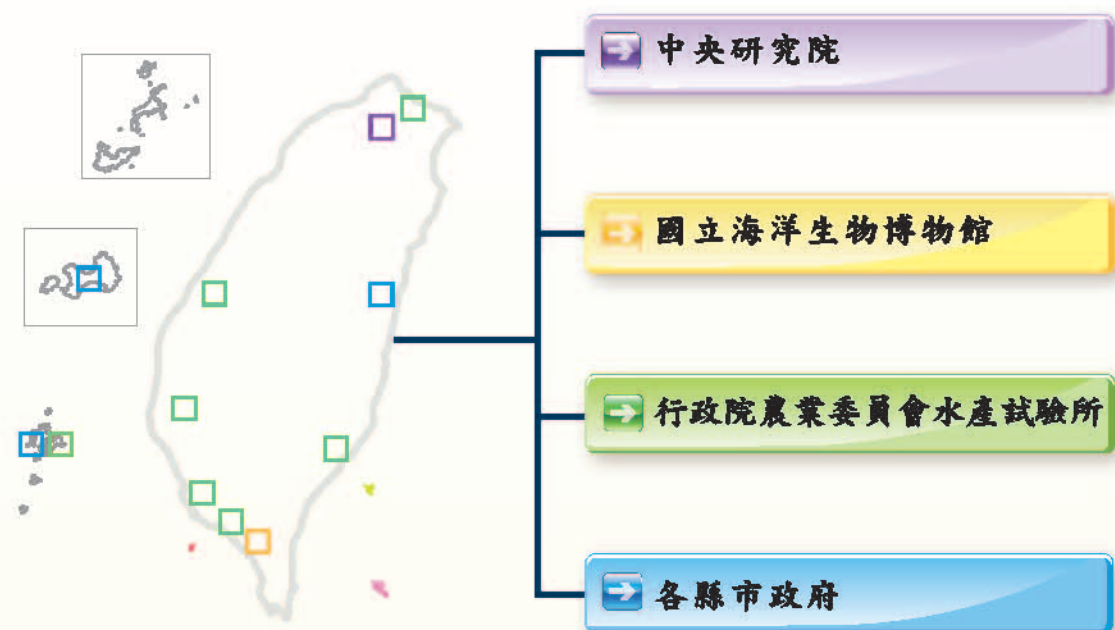 中央研究院
國立海洋生物博物館
行政院農業委員會水產試驗所
各縣市政府